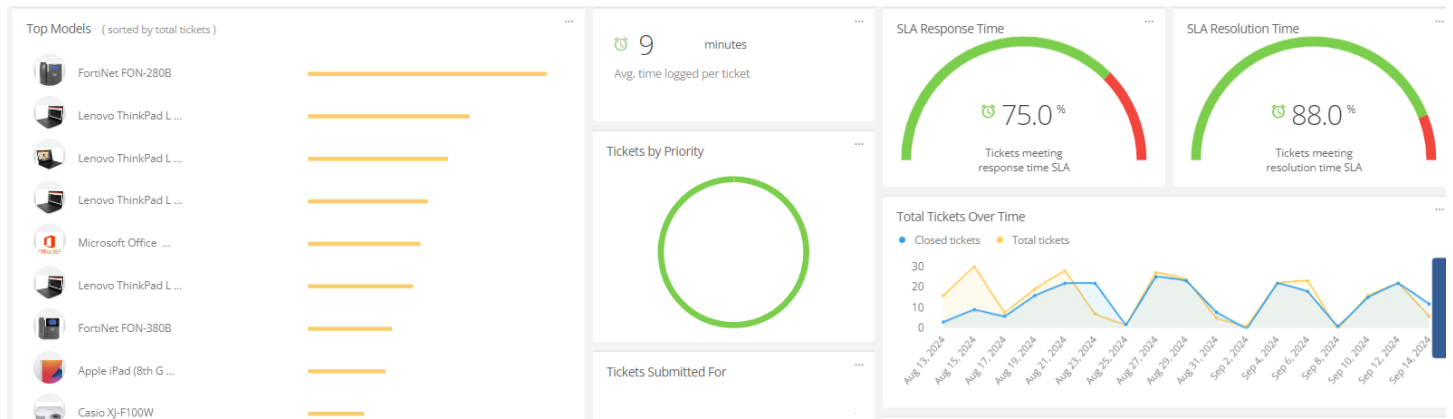 Top Models ( sorted by total tickets )
FortiNet FON-280B
Lenovo ThinkPad L ...
Lenovo ThinkPad L ...
Lenovo ThinkPad L ...
Microsoft Office ...
Lenovo ThinkPad L ...
FortiNet FON-380B
Apple iPad (8th G ...
Casio XJ-F100W
9 minutes
Avg. time logged per ticket
Tickets by Priority
Tickets Submitted For
SLA Response Time
75.0 %
Tickets meeting
response time SLA
SLA Resolution Time
88.0 %
Tickets meeting
resolution time SLA
Total Tickets Over Time
Closed tickets Total tickets
30
20
10
0
Aug 13, 2024
Aug 15, 2024
Aug 17, 2024
Aug 19, 2024
Aug 21, 2024
Aug 23, 2024
Aug 25, 2024
Aug 27, 2024
Aug 29, 2024
Aug 31, 2024
Sep 2, 2024
Sep 4, 2024
Sep 6, 2024
Sep 8, 2024
Sep 10, 2024
Sep 12, 2024
Sep 14, 2024